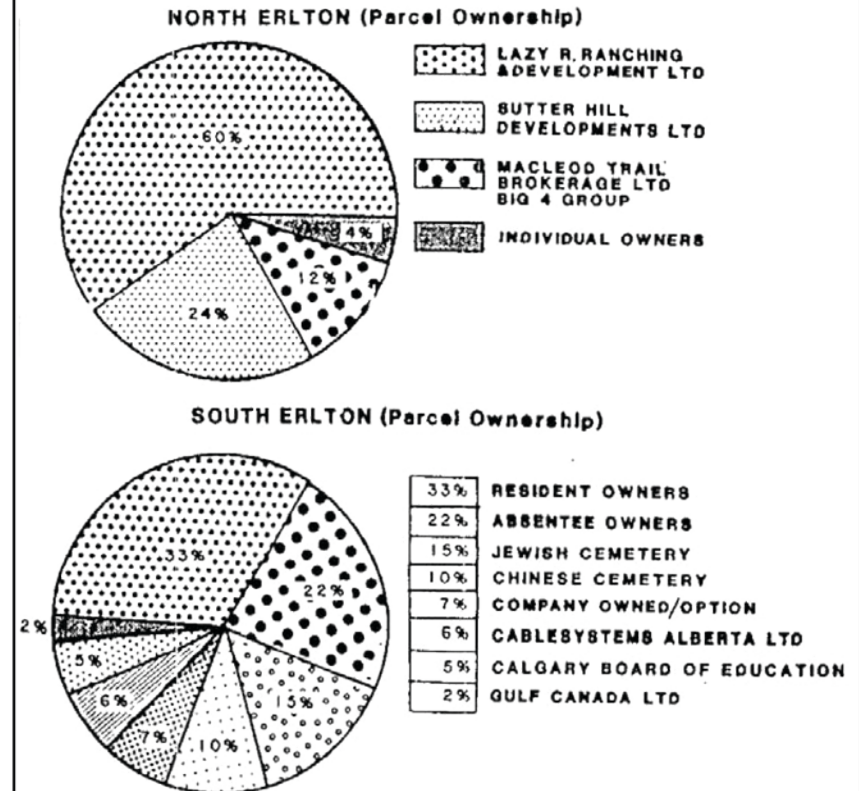 NORTH ERLTON (Parcel Ownership)
60%
4%
12%
24%
LAZY R. RANCHING
&DEVELOPMENT LTD
SUTTER HILL
DEVELOPMENTS LTD
MACLEOD TRAIL
BROKERAGE LTD
BIG 4 GROUP
INDIVIDUAL OWNERS
SOUTH ERLTON (Parcel Ownership)
33%
22%
2%
5%
6%
7%
10%
15%
33% RESIDENT OWNERS
22% ABSENTEE OWNERS
15% JEWISH CEMETERY
10% CHINESE CEMETERY
7% COMPANY OWNED/OPTION
6% CABLESYSTEMS ALBERTA LTD
5% CALGARY BOARD OF EDUCATION
2% GULF CANADA LTD